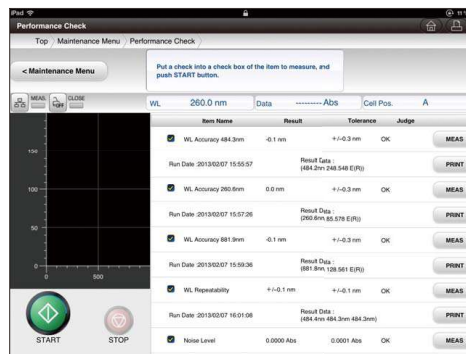 iPad
11
Performance Check
Top Maintenance Menu Performance Check
< Maintenance Menu
Put a check into a check box of the item to measure, and
push START button.
MEAS. OFF CLOSE
WL 260.0 nm Data --------- Abs Cell Pos. A
Item Name Result Tolerance Judge
WL Accuracy 484.3nm -0.1 nm +/-0.3 nm OK MEAS
Run Date :2013/02/07 15:55:57 Result Data :
(484.2nm 248.548 E(R)) PRINT
WL Accuracy 260.6nm 0.0 nm +/-0.3 nm OK MEAS
Run Date :2013/02/07 15:57:26 Result Data :
(260.6nm, 85.578 E(R)) PRINT
WL Accuracy 881.9nm -0.1 nm +/-0.3 nm OK MEAS
Run Date :2013/02/07 15:59:36 Result Data :
(881.8nm, 128.561 E(R)) PRINT
WL Repeatability +/-0.1 nm +/-0.1 nm OK MEAS
Run Date :2013/02/07 16:01:08 Result Data :
(484.4nm 484.3nm 484.3nm) PRINT
Noise Level 0.0000 Abs 0.0001 Abs OK MEAS
150
100
50
0
0 500
START STOP